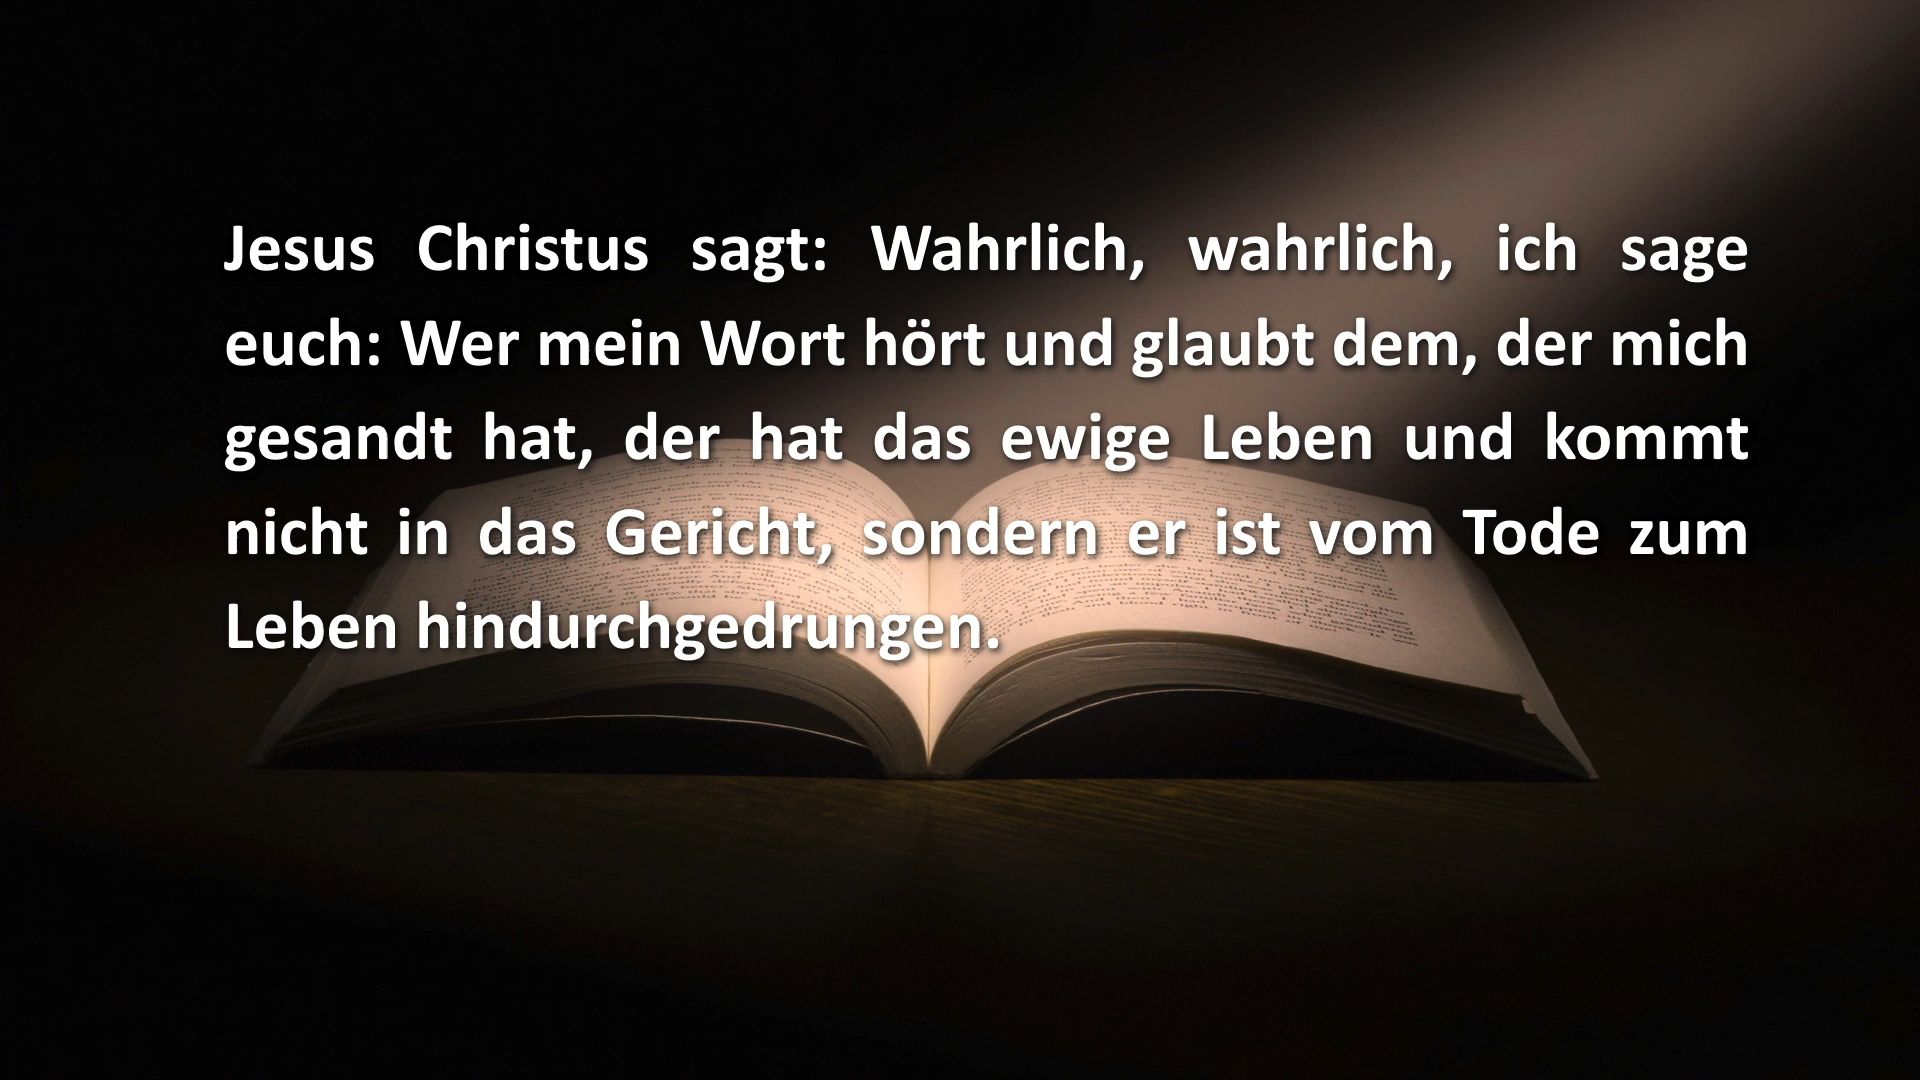 Jesus Christus sagt: Wahrlich, wahrlich, ich sage
euch: Wer mein Wort hört und glaubt dem, der mich
gesandt hat, der hat das ewige Leben und kommt
nicht in das Gericht, sondern er ist vom Tode zum
Leben hindurchgedrungen.